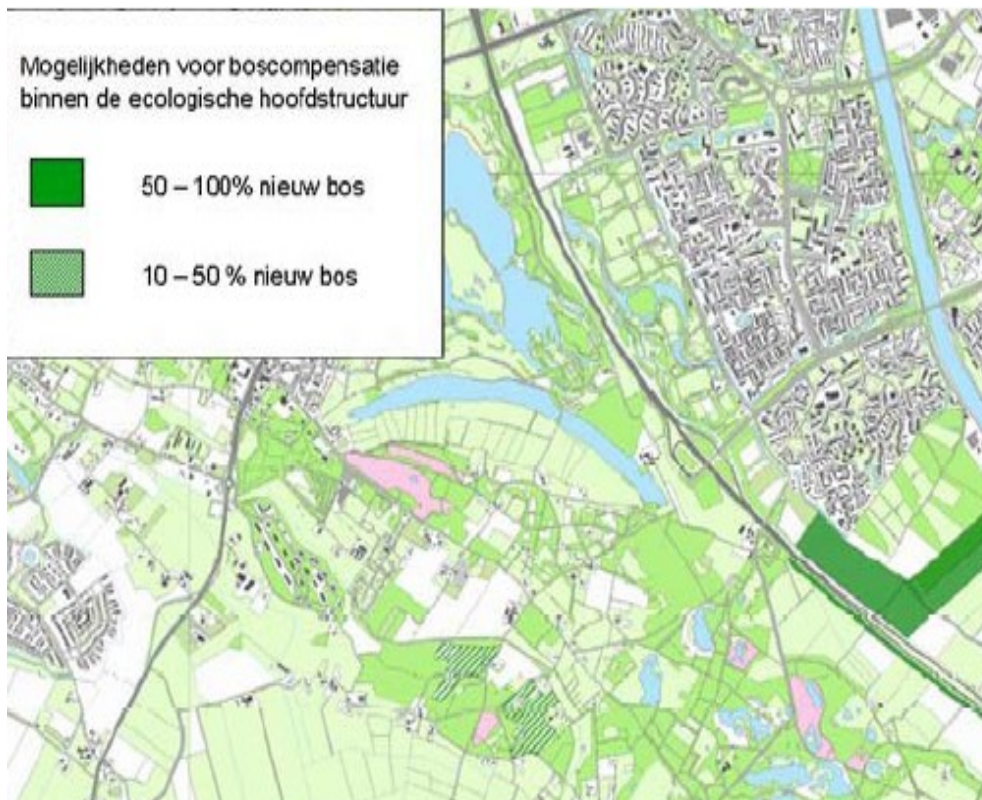 Mogelijkheden voor boscompensatie
binnen de ecologische hoofdstructuur
50 – 100% nieuw bos
10 – 50 % nieuw bos